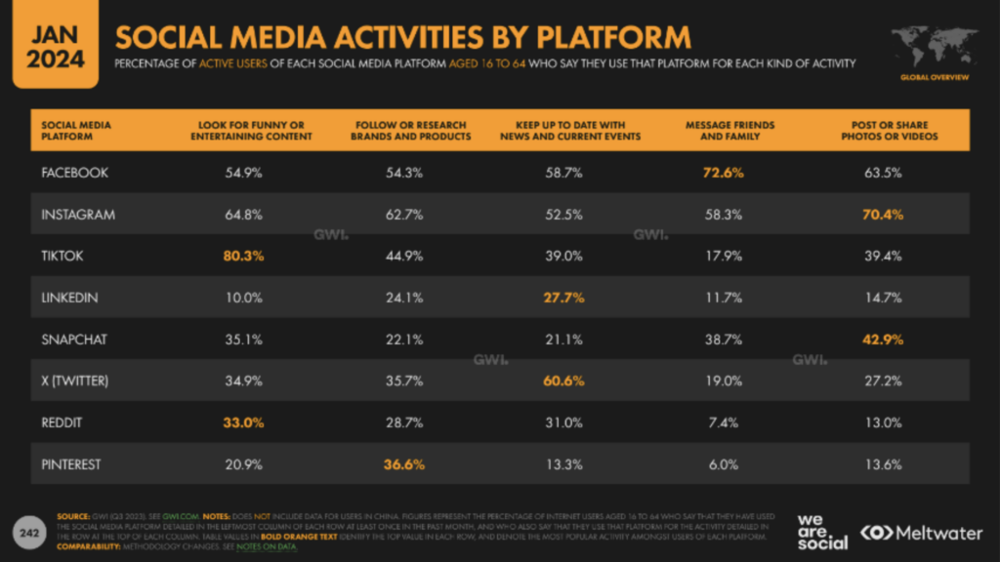 JAN
2024
SOCIAL MEDIA ACTIVITIES BY PLATFORM
PERCENTAGE OF ACTIVE USERS OF EACH SOCIAL MEDIA PLATFORM AGED 16 TO 64 WHO SAY THEY USE THAT PLATFORM FOR EACH KIND OF ACTIVITY
GLOBAL OVERVIEW
SOCIAL MEDIA PLATFORM LOOK FOR FUNNY OR ENTERTAINING CONTENT FOLLOW OR RESEARCH BRANDS AND PRODUCTS KEEP UP TO DATE WITH NEWS AND CURRENT EVENTS MESSAGE FRIENDS AND FAMILY POST OR SHARE PHOTOS OR VIDEOS
FACEBOOK 54.9% 54.3% 58.7% 72.6% 63.5%
INSTAGRAM 64.8% 62.7% 52.5% 58.3% 70.4%
GWI. GWI.
TIKTOK 80.3% 44.9% 39.0% 17.9% 39.4%
LINKEDIN 10.0% 24.1% 27.7% 11.7% 14.7%
SNAPCHAT 35.1% 22.1% 21.1% 38.7% 42.9%
GWI. GWI.
X (TWITTER) 34.9% 35.7% 60.6% 19.0% 27.2%
REDDIT 33.0% 28.7% 31.0% 7.4% 13.0%
PINTEREST 20.9% 36.6% 13.3% 6.0% 13.6%
242
SOURCE: GWI (Q3 2023). SEE GWI.COM. NOTES: DOES NOT INCLUDE DATA FOR USERS IN CHINA. FIGURES REPRESENT THE PERCENTAGE OF INTERNET USERS AGED 16 TO 64 WHO SAY THAT THEY HAVE USED
THE SOCIAL MEDIA PLATFORM DETAILED IN THE LEFTMOST COLUMN OF EACH ROW AT LEAST ONCE IN THE PAST MONTH, AND WHO ALSO SAY THAT THEY USE THAT PLATFORM FOR THE ACTIVITY DETAILED IN
THE ROW AT THE TOP OF EACH COLUMN. TABLE VALUES IN BOLD ORANGE TEXT IDENTIFY THE TOP VALUE IN EACH ROW, AND DENOTE THE MOST POPULAR ACTIVITY AMONGST USERS OF EACH PLATFORM.
COMPARABILITY: METHODOLOGY CHANGES. SEE NOTES ON DATA.
we
are
social
Meltwater